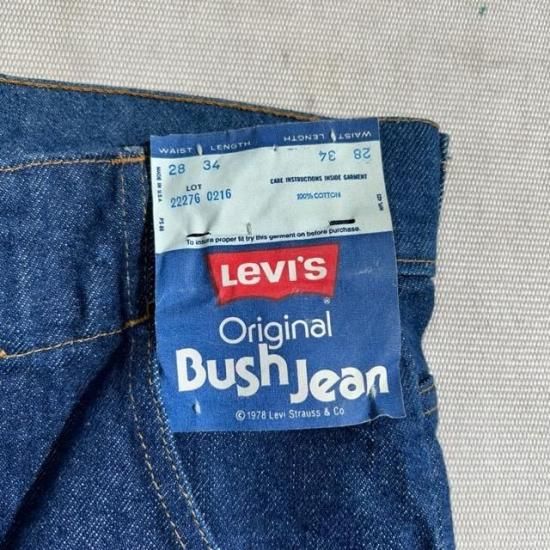 WAIST LENGTH WAIST LENGTH
28 34 28 34
MADE IN U.S.A.
LOT CARE INSTRUCTIONS INSIDE GARMENT
22276 0216 100% COTTON
To insure proper fit try this garment on before purchase.
LEVI'S
®
Original
Bush Jean
© 1978 Levi Strauss & Co.